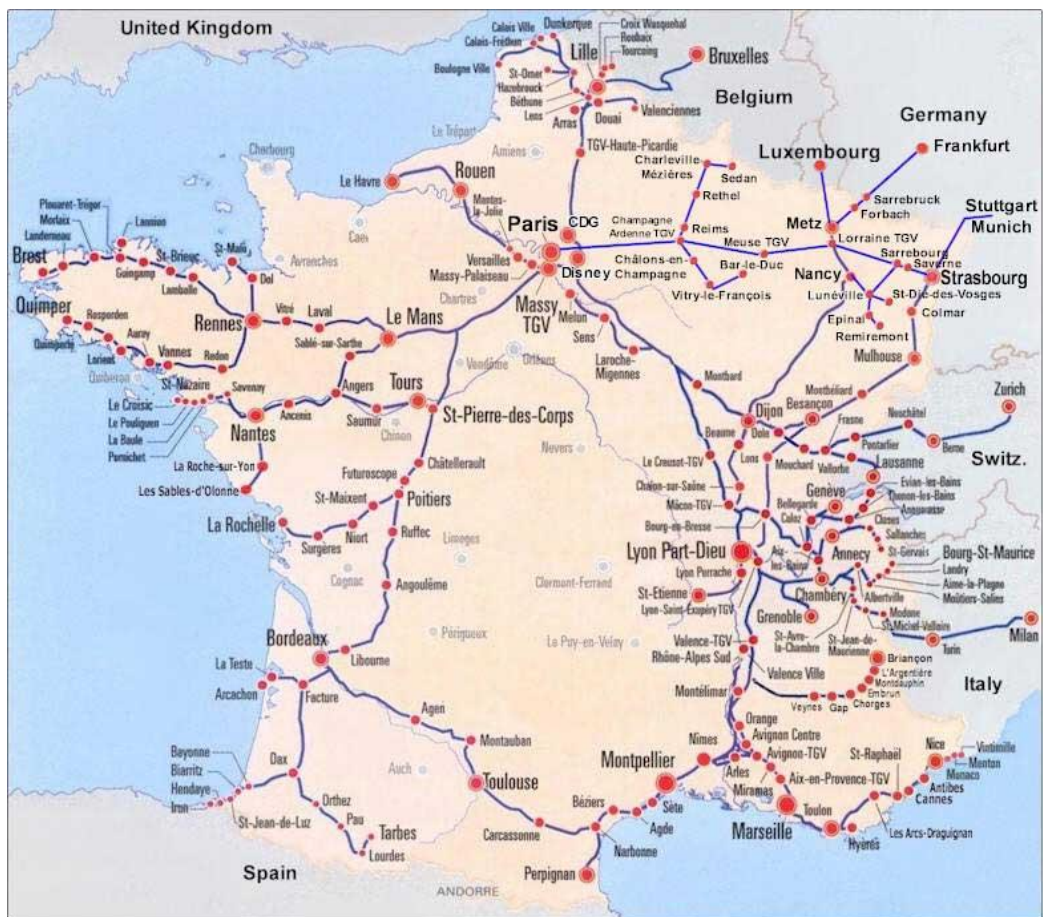 United Kingdom
Calais Ville
Dunkerque
Croix Wasquehal
Calais-Fréthun
Lille
Roubaix
Tourcoing
Boulogne Ville
Bruxelles
St-Omer
Hazebrouck
Béthune
Lens
Belgium
Arras
Douai
Valenciennes
Germany
Le Tréport
Amiens
TGV-Haute-Picardie
Cherbourg
Charleville
Mézières
Sedan
Luxembourg
Frankfurt
Le Havre
Rouen
Rethel
Sarrebruck
Forbach
Mantes-
la-Jolie
Stuttgart
Munich
Plouaret-Trégor
Morlaix
Landerneau
Lannion
Paris
CDG
Champagne
Ardenne TGV
Reims
Metz
Lorraine TGV
Meuse TGV
Caen
Brest
Guingamp
St-Brieuc
Lamballe
St-Malo
Dol
Avranches
Versailles
Massy-Palaiseau
Disney
Châlons-en-
Champagne
Bar-le-Duc
Vitry-le-François
Nancy
Sarrebourg
Saverne
Strasbourg
Lunéville
St-Dié-des-Vosges
Epinal
Remiremont
Colmar
Quimper
Rosporden
Quimperlé
Lorient
Auray
Vannes
Redon
Quiberon
Rennes
Vitré
Laval
Le Mans
Sablé-sur-Sarthe
Chartres
Massy
TGV
Melun
Sens
Laroche-
Migennes
Vendôme
Orléans
Mulhouse
Montbard
Montbéliard
St-Nazaire
Savenay
Le Croisic
Le Pouliguen
La Baule
Pornichet
Nantes
Ancenis
Angers
Saumur
Tours
Chinon
St-Pierre-des-Corps
Dijon
Besançon
Dole
Frasne
Neuchâtel
Zurich
Beaune
Lons
Mouchard
Vallorbe
Pontarlier
Berne
Nevers
Switz.
La Roche-sur-Yon
Les Sables-d'Olonne
Futuroscope
Châtellerault
Poitiers
St-Maixent
Niort
Surgères
La Rochelle
Ruffec
Le Creusot-TGV
Chalon-sur-Saône
Mâcon-TGV
Bourg-en-Bresse
Lausanne
Genève
Evian-les-Bains
Thonon-les-Bains
Annemasse
Bellegarde
Culoz
Cluses
Sallanches
St-Gervais
Limoges
Clermont-Ferrand
Lyon Part-Dieu
Lyon Perrache
Aix-
les-Bains
Annecy
Bourg-St-Maurice
Landry
Aime-la-Plagne
Moûtiers-Salins
Cognac
Angoulême
St-Etienne
Lyon-Saint-Exupéry TGV
Chambéry
Albertville
Modane
St-Michel-Valloire
Grenoble
St-Avre-
la-Chambre
St-Jean-de-
Maurienne
Turin
Milan
Périgueux
Le Puy-en-Velay
Bordeaux
Libourne
Valence-TGV
Rhône-Alpes Sud
Valence Ville
Briançon
L'Argentière
Montdauphin
Embrun
Chorges
Gap
Veynes
Italy
La Teste
Arcachon
Facture
Montélimar
Agen
Montauban
Orange
Avignon Centre
Avignon-TGV
Nîmes
Arles
Miramas
Aix-en-Provence-TGV
St-Raphaël
Nice
Vintimille
Menton
Monaco
Antibes
Cannes
Les Arcs-Draguignan
Bayonne
Biarritz
Hendaye
Irun
Dax
Auch
Toulouse
Montpellier
Béziers
Sète
Agde
Marseille
Toulon
Hyères
St-Jean-de-Luz
Orthez
Pau
Tarbes
Lourdes
Carcassonne
Narbonne
Perpignan
Spain
ANDORRE